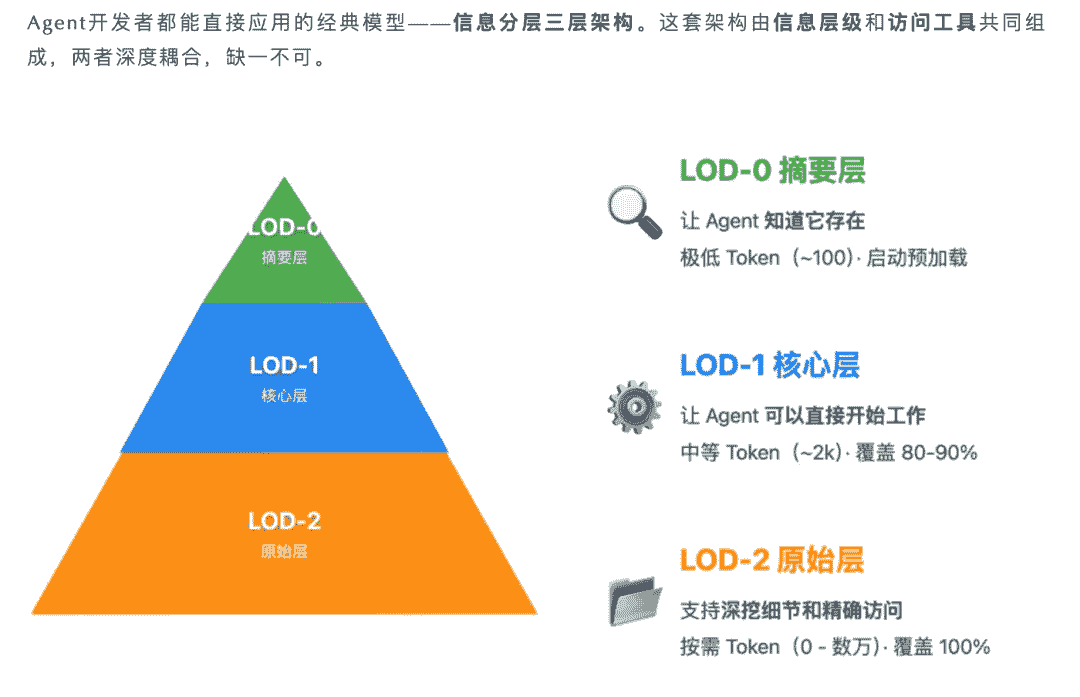 Agent开发者都能直接应用的经典模型——信息分层三层架构。这套架构由信息层级和访问工具共同组
成，两者深度耦合，缺一不可。
LOD-0
摘要层
LOD-1
核心层
LOD-2
原始层
LOD-0 摘要层
让 Agent 知道它存在
极低 Token（~100）· 启动预加载
LOD-1 核心层
让 Agent 可以直接开始工作
中等 Token（~2k）· 覆盖 80-90%
LOD-2 原始层
支持深挖细节和精确访问
按需 Token（0 - 数万）· 覆盖 100%